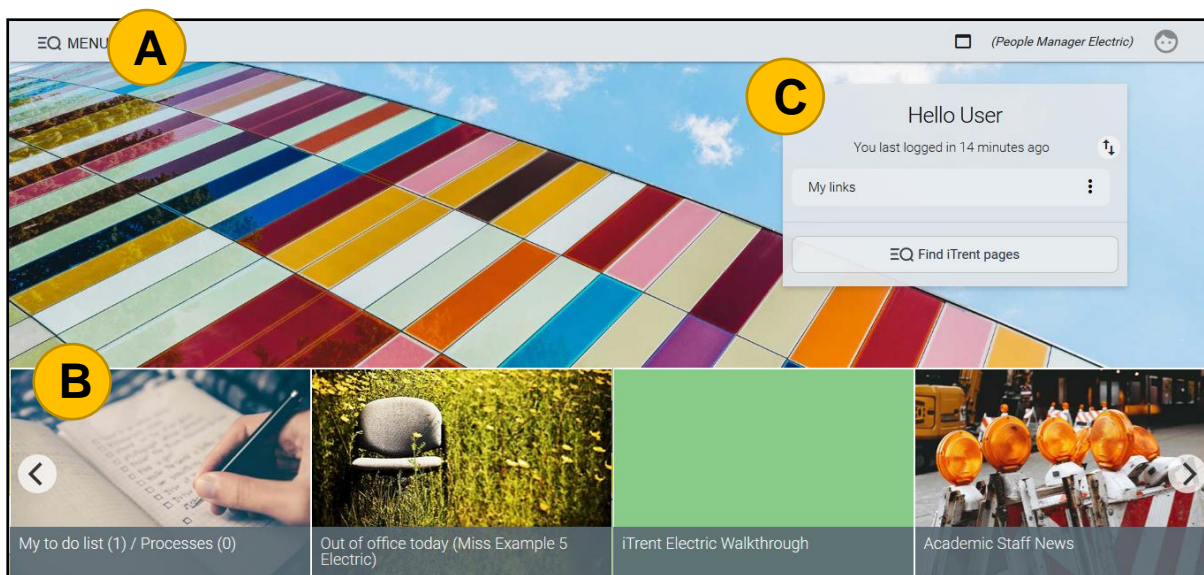 MENU
A
(People Manager Electric)
C
Hello User
You last logged in 14 minutes ago
My links
Find iTrent pages
B
My to do list (1) / Processes (0)
Out of office today (Miss Example 5
Electric)
iTrent Electric Walkthrough
Academic Staff News